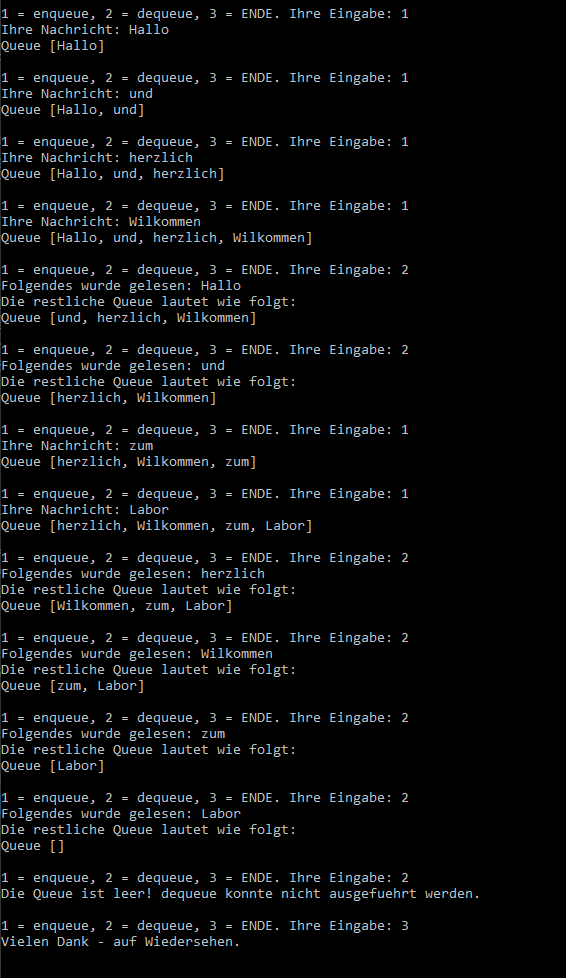 1 = enqueue, 2 = dequeue, 3 = ENDE. Ihre Eingabe: 1
Ihre Nachricht: Hallo
Queue [Hallo]
1 = enqueue, 2 = dequeue, 3 = ENDE. Ihre Eingabe: 1
Ihre Nachricht: und
Queue [Hallo, und]
1 = enqueue, 2 = dequeue, 3 = ENDE. Ihre Eingabe: 1
Ihre Nachricht: herzlich
Queue [Hallo, und, herzlich]
1 = enqueue, 2 = dequeue, 3 = ENDE. Ihre Eingabe: 1
Ihre Nachricht: Wilkommen
Queue [Hallo, und, herzlich, Wilkommen]
1 = enqueue, 2 = dequeue, 3 = ENDE. Ihre Eingabe: 2
Folgendes wurde gelesen: Hallo
Die restliche Queue lautet wie folgt:
Queue [und, herzlich, Wilkommen]
1 = enqueue, 2 = dequeue, 3 = ENDE. Ihre Eingabe: 2
Folgendes wurde gelesen: und
Die restliche Queue lautet wie folgt:
Queue [herzlich, Wilkommen]
1 = enqueue, 2 = dequeue, 3 = ENDE. Ihre Eingabe: 1
Ihre Nachricht: zum
Queue [herzlich, Wilkommen, zum]
1 = enqueue, 2 = dequeue, 3 = ENDE. Ihre Eingabe: 1
Ihre Nachricht: Labor
Queue [herzlich, Wilkommen, zum, Labor]
1 = enqueue, 2 = dequeue, 3 = ENDE. Ihre Eingabe: 2
Folgendes wurde gelesen: herzlich
Die restliche Queue lautet wie folgt:
Queue [Wilkommen, zum, Labor]
1 = enqueue, 2 = dequeue, 3 = ENDE. Ihre Eingabe: 2
Folgendes wurde gelesen: Wilkommen
Die restliche Queue lautet wie folgt:
Queue [zum, Labor]
1 = enqueue, 2 = dequeue, 3 = ENDE. Ihre Eingabe: 2
Folgendes wurde gelesen: zum
Die restliche Queue lautet wie folgt:
Queue [Labor]
1 = enqueue, 2 = dequeue, 3 = ENDE. Ihre Eingabe: 2
Folgendes wurde gelesen: Labor
Die restliche Queue lautet wie folgt:
Queue []
1 = enqueue, 2 = dequeue, 3 = ENDE. Ihre Eingabe: 2
Die Queue ist leer! dequeue konnte nicht ausgefuehrt werden.
1 = enqueue, 2 = dequeue, 3 = ENDE. Ihre Eingabe: 3
Vielen Dank - auf Wiedersehen.